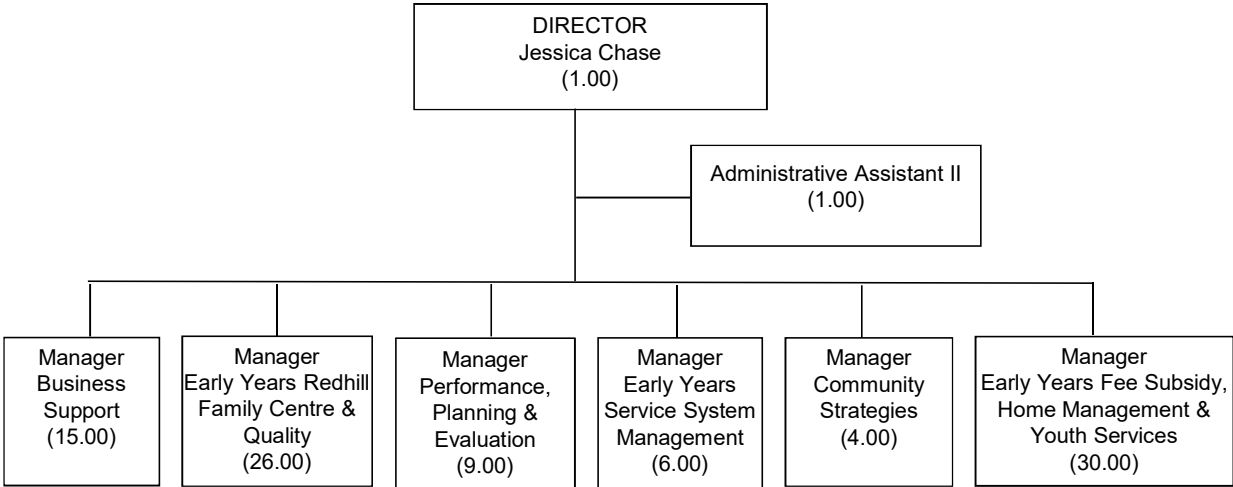 DIRECTOR
Jessica Chase
(1.00)
Administrative Assistant II
(1.00)
Manager
Business
Support
(15.00)
Manager
Early Years Redhill
Family Centre &
Quality
(26.00)
Manager
Performance,
Planning &
Evaluation
(9.00)
Manager
Early Years
Service System
Management
(6.00)
Manager
Community
Strategies
(4.00)
Manager
Early Years Fee Subsidy,
Home Management &
Youth Services
(30.00)